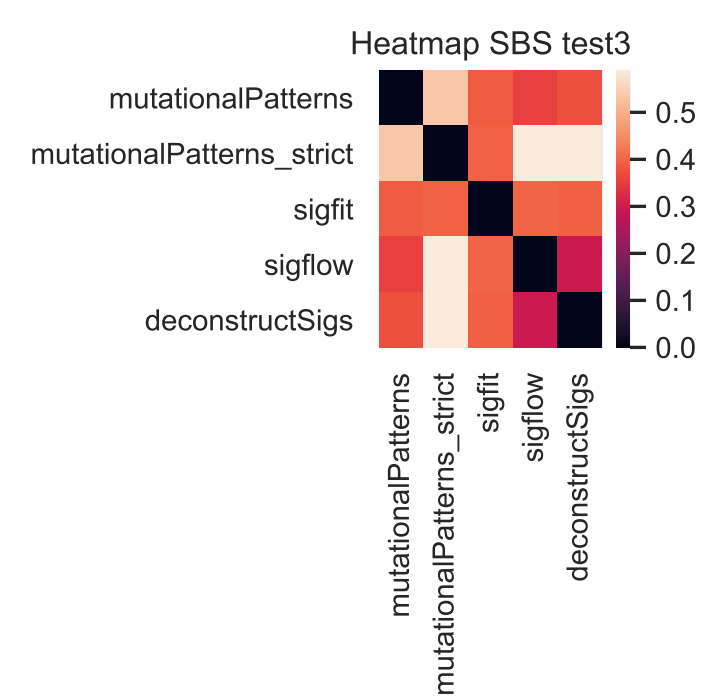 Heatmap SBS test3
mutationalPatterns
mutationalPatterns_strict
sigfit
sigflow
deconstructSigs
0.5
0.4
0.3
0.2
0.1
0.0
mutationalPatterns
mutationalPatterns_strict
sigfit
sigflow
deconstructSigs